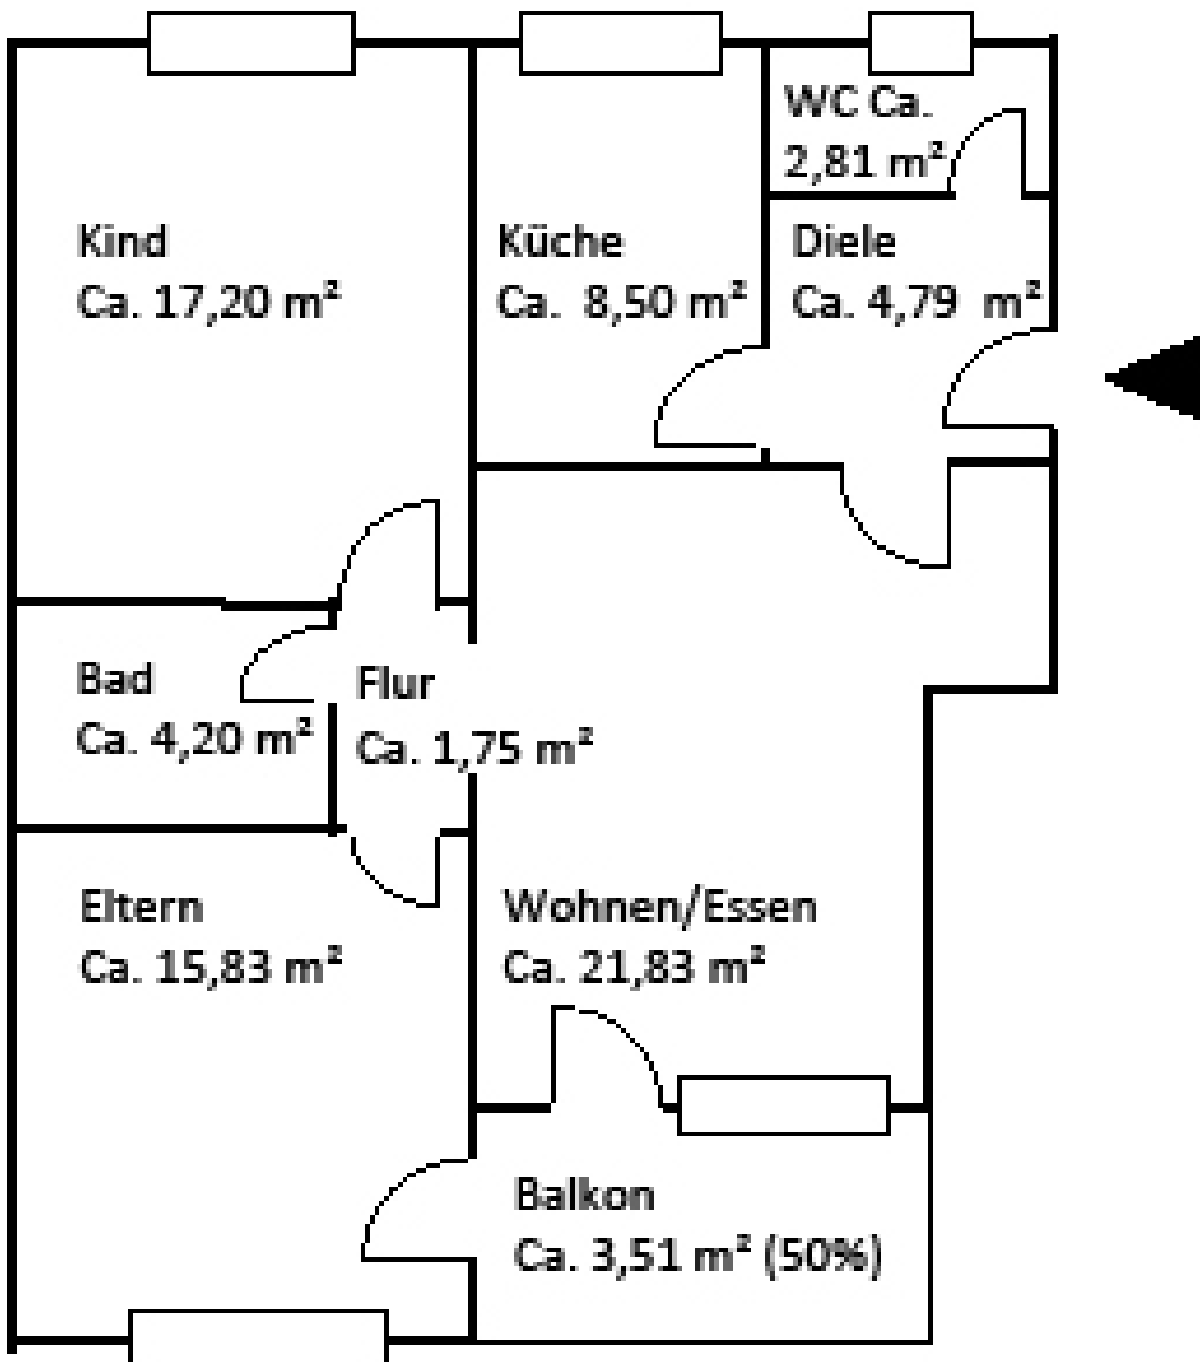 WC Ca.
2,81 m²
Kind
Ca. 17,20 m²
Küche
Ca. 8,50 m²
Diele
Ca. 4,79 m²
Bad
Ca. 4,20 m²
Flur
Ca. 1,75 m²
Eltern
Ca. 15,83 m²
Wohnen/Essen
Ca. 21,83 m²
Balkon
Ca. 3,51 m² (50%)